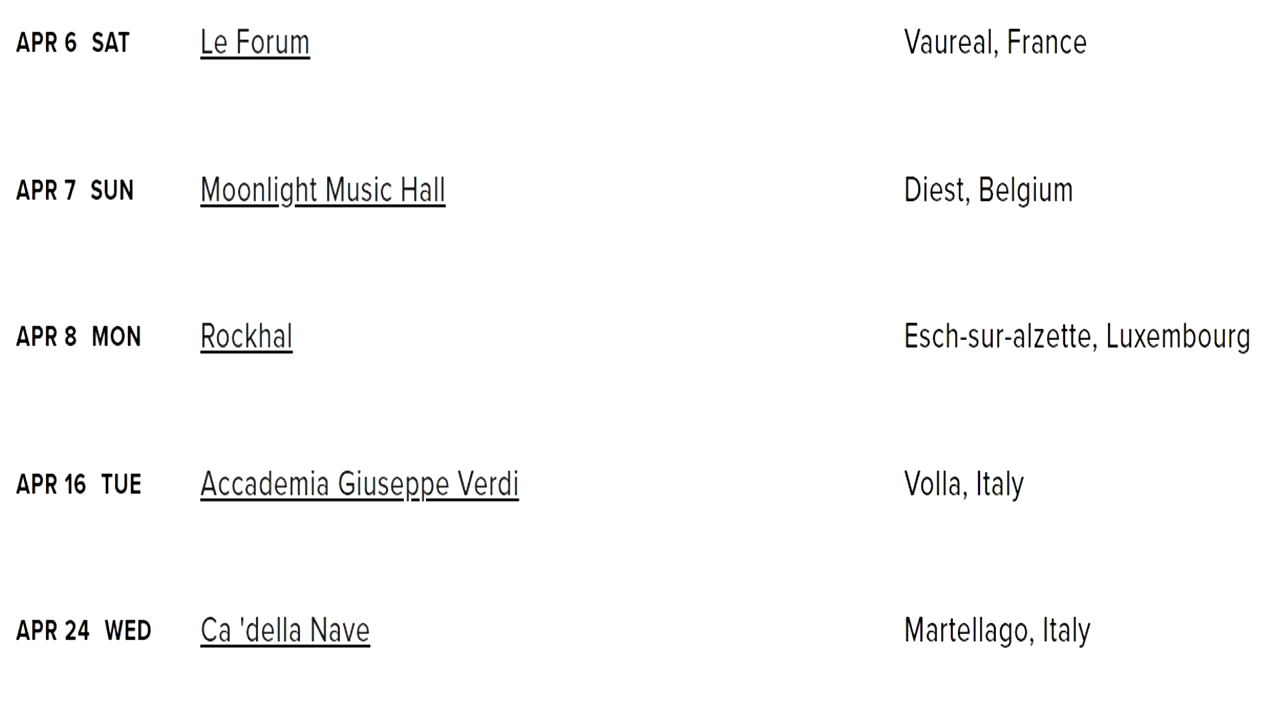 APR 6 SAT Le Forum Vaureal, France
APR 7 SUN Moonlight Music Hall Diest, Belgium
APR 8 MON Rockhal Esch-sur-alzette, Luxembourg
APR 16 TUE Accademia Giuseppe Verdi Volla, Italy
APR 24 WED Ca 'della Nave Martellago, Italy